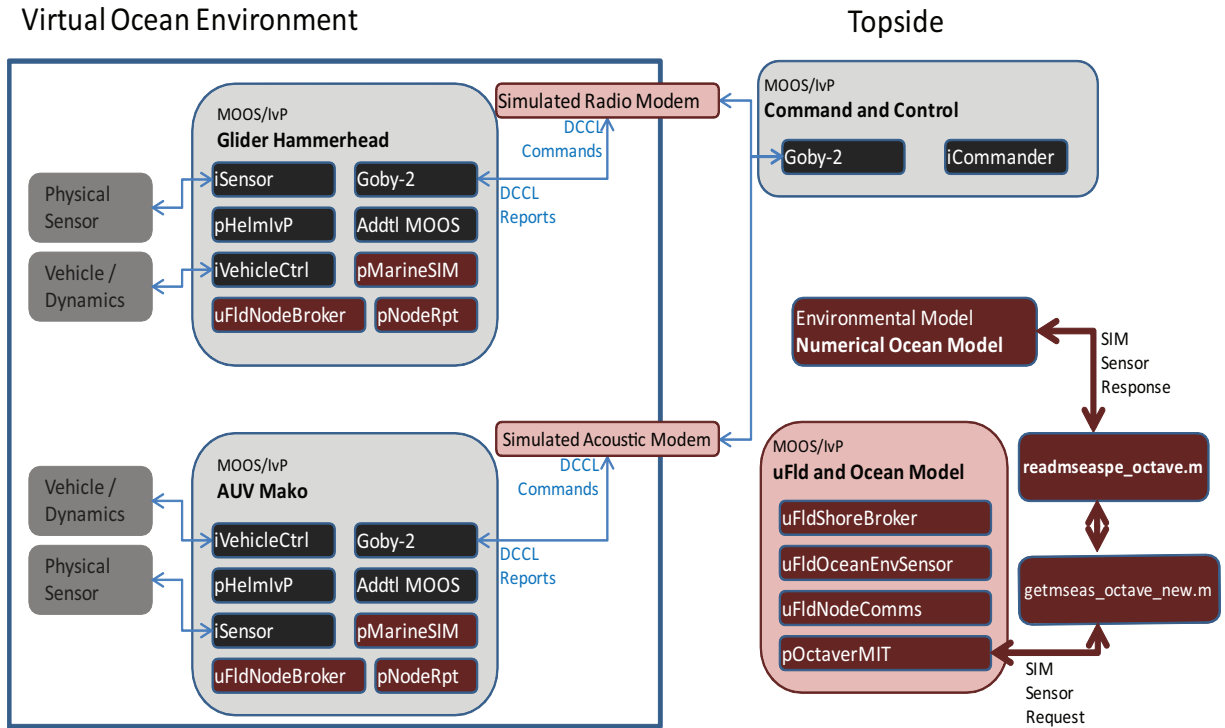 Virtual Ocean Environment
Topside
MOOS/IvP
Glider Hammerhead
iSensor
Goby-2
pHelmIvP
Addtl MOOS
iVehicleCtrl
pMarineSIM
uFldNodeBroker
pNodeRpt
Physical
Sensor
Vehicle /
Dynamics
Simulated Radio Modem
DCCL
Commands
DCCL
Reports
MOOS/IvP
Command and Control
Goby-2
iCommander
Environmental Model
Numerical Ocean Model
SIM
Sensor
Response
Simulated Acoustic Modem
DCCL
Commands
DCCL
Reports
MOOS/IvP
AUV Mako
iVehicleCtrl
Goby-2
pHelmIvP
Addtl MOOS
iSensor
pMarineSIM
uFldNodeBroker
pNodeRpt
Vehicle /
Dynamics
Physical
Sensor
MOOS/IvP
uFld and Ocean Model
uFldShoreBroker
uFldOceanEnvSensor
uFldNodeComms
pOctaverMIT
readmseaspe_octave.m
getmseas_octave_new.m
SIM
Sensor
Request